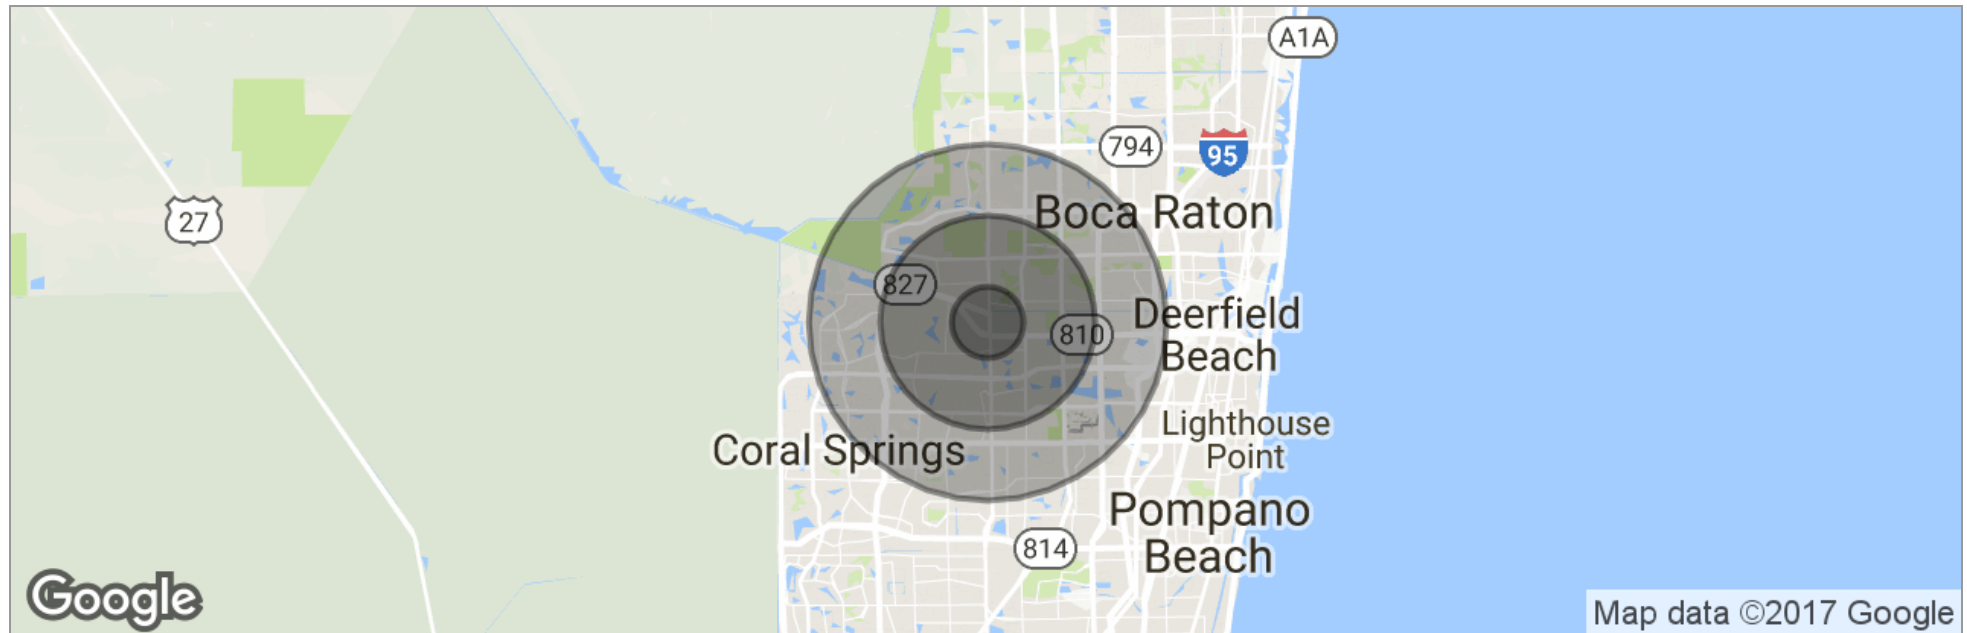 A1A
794
95
27
Boca Raton
827
Deerfield
Beach
810
Lighthouse
Point
Coral Springs
Pompano
Beach
814
Google
Map data ©2017 Google